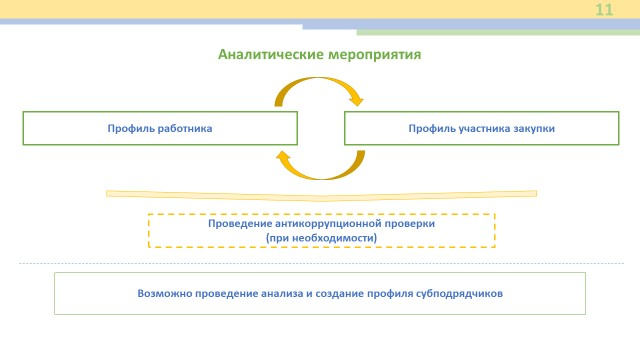 11
Аналитические мероприятия
Профиль работника
Профиль участника закупки
Проведение антикоррупционной проверки
(при необходимости)
Возможно проведение анализа и создание профиля субподрядчиков